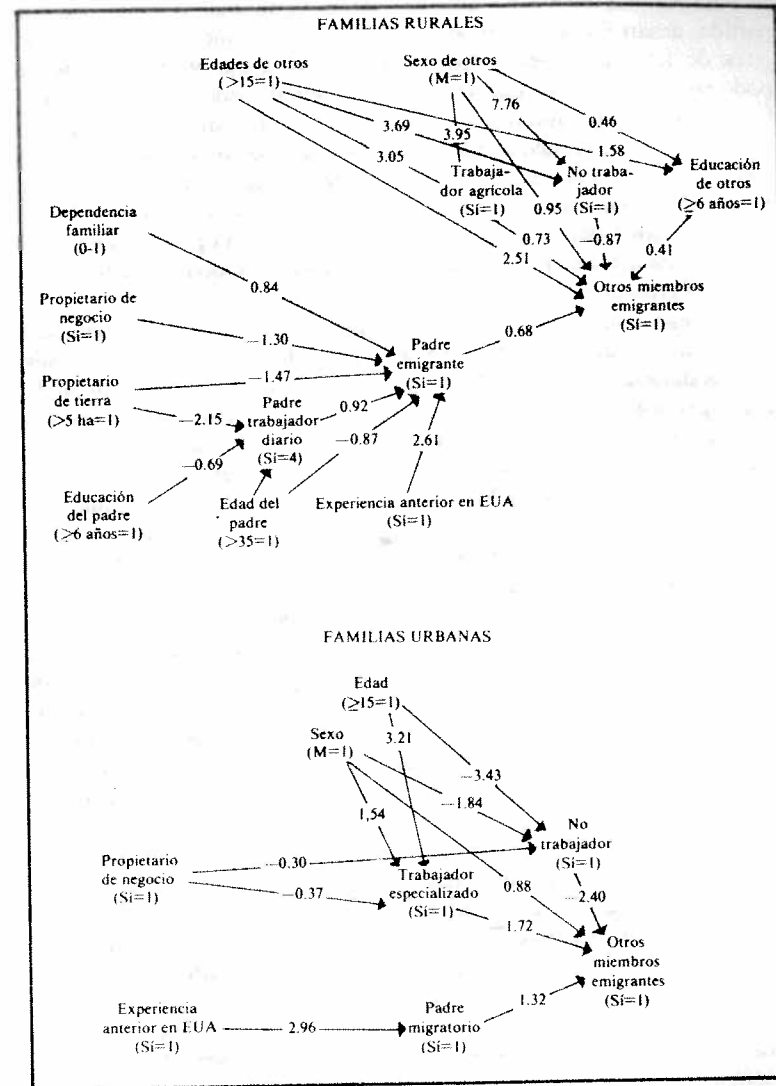 FAMILIAS RURALES
Edades de otros
(>15=1)
Sexo de otros
(M=1)
7.76
0.46
3.69
3.95
1.58
3.05
Trabaja-
dor agrícola
(Sí=1)
No traba-
jador
(Sí=1)
Educación
de otros
(≥6 años=1)
Dependencia
familiar
(0-1)
0.95
0.73
—0.87
2.51
0.41
0.84
Otros miembros
emigrantes
(Sí=1)
Propietario de
negocio
(Sí=1)
—1.30
Padre
emigrante
(Sí=1)
0.68
—1.47
Propietario
de tierra
(>5 ha=1)
—2.15
Padre
trabajador
diario
(Sí=4)
0.92
—0.87
2.61
—0.69
Educación
del padre
(>6 años=1)
Edad del
padre
(>35=1)
Experiencia anterior en EUA
(Sí=1)
FAMILIAS URBANAS
Edad
(≥15=1)
Sexo
(M=1)
3.21
—3.43
—1.84
1,54
No
trabajador
(Sí=1)
Propietario
de negocio
(Sí=1)
—0.30
—0.37
Trabajador
especializado
(Sí=1)
0.88
—2.40
—1.72
Otros
miembros
emigrantes
(Sí=1)
Experiencia
anterior en EUA
(Sí=1)
2.96
Padre
migratorio
(Sí=1)
1.32